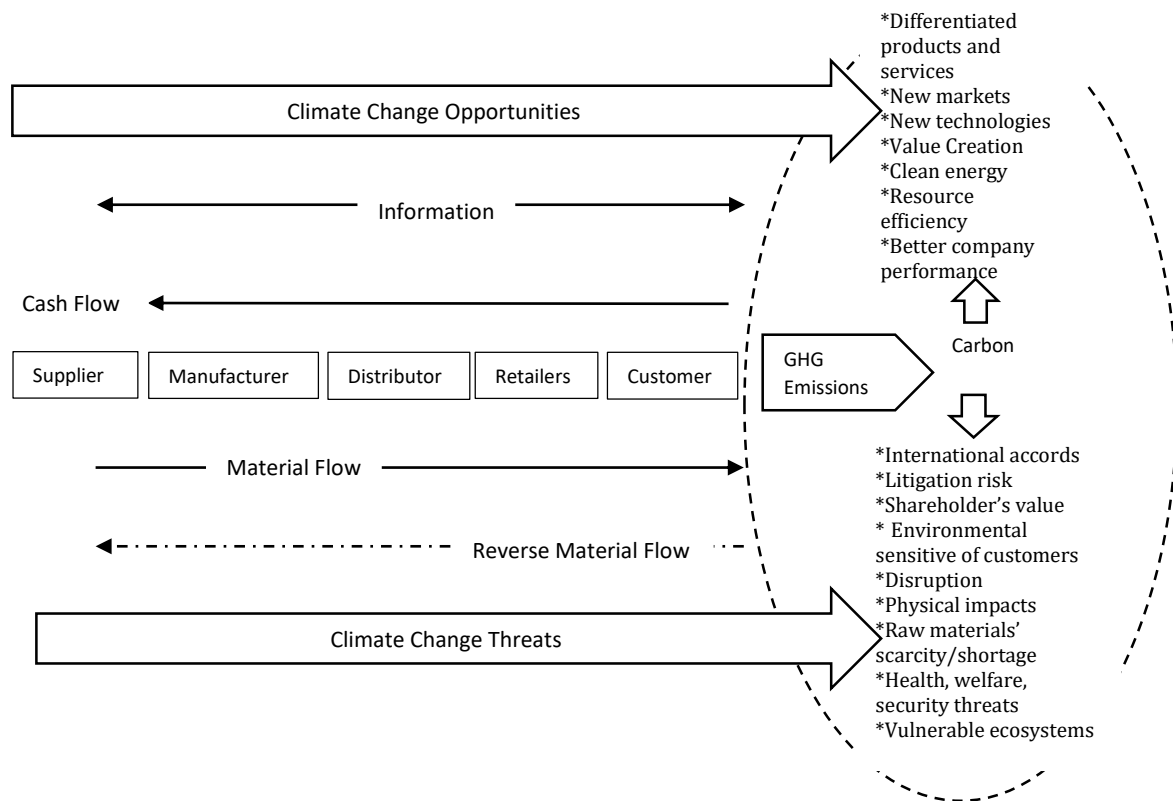 *Differentiated
products and
services
*New markets
*New technologies
*Value Creation
*Clean energy
*Resource
efficiency
*Better company
performance
Climate Change Opportunities
Information
Cash Flow
Supplier
Manufacturer
Distributor
Retailers
Customer
GHG
Emissions
Carbon
Material Flow
Reverse Material Flow
Climate Change Threats
*International accords
*Litigation risk
*Shareholder’s value
* Environmental
sensitive of customers
*Disruption
*Physical impacts
*Raw materials’
scarcity/shortage
*Health, welfare,
security threats
*Vulnerable ecosystems